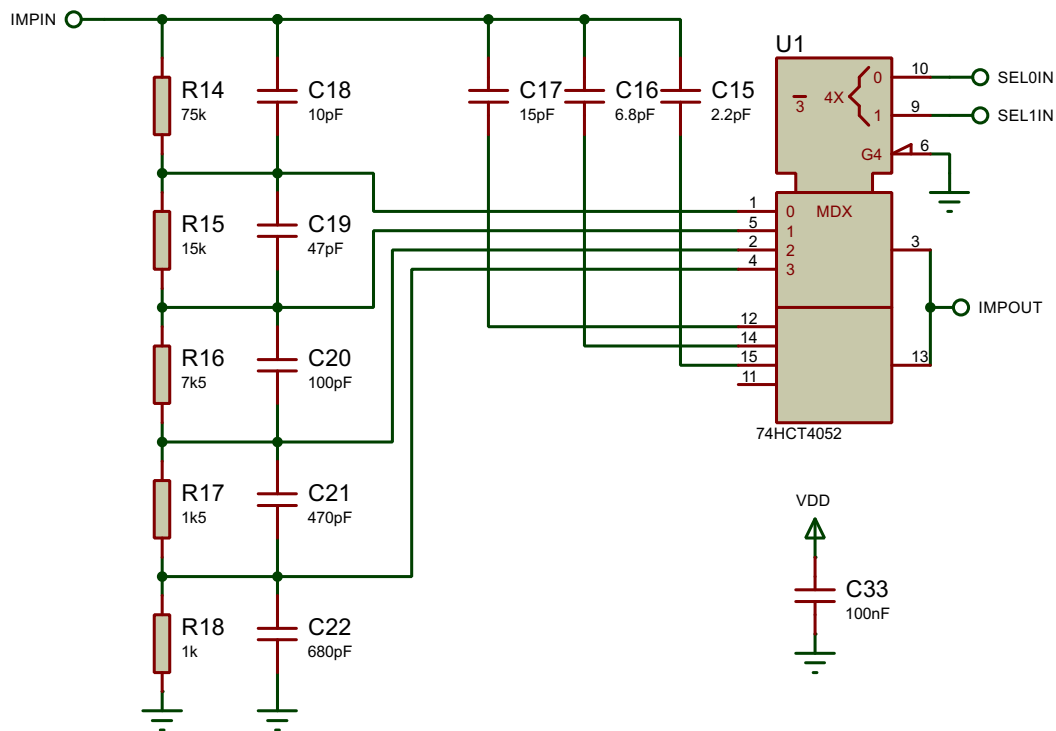 IMPIN
R14
75k
C18
10pF
C17
15pF
C16
6.8pF
C15
2.2pF
U1
3
4X
0
1
G4
10
SEL0IN
9
SEL1IN
6
R15
15k
C19
47pF
1
5
2
4
0
1
2
3
MDX
3
IMPOUT
13
12
14
15
11
74HCT4052
R16
7k5
C20
100pF
R17
1k5
C21
470pF
R18
1k
C22
680pF
VDD
C33
100nF